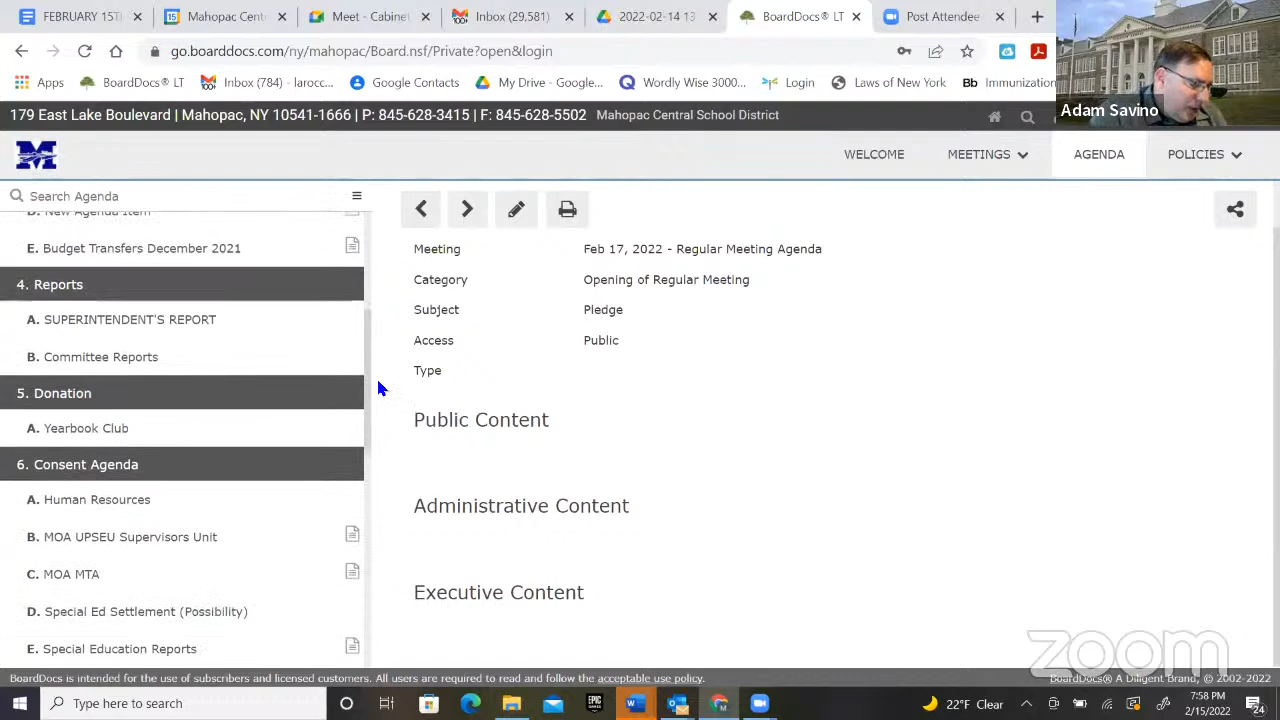 FEBRUARY 15
Mahopac Cent
Meet - Cabinet
Inbox (29,581)
2022-02-14 13
BoardDocs® LT
Post Attendee
go.boarddocs.com/ny/mahopac/Board.nsf/Private?open&login
Apps
BoardDocs® LT
Inbox (784) larocc...
Google Contacts
My Drive - Google...
Wordly Wise 3000...
Login
Laws of New York
Bb Immunization
Adam Savino
179 East Lake Boulevard | Mahopac, NY 10541-1666 | P: 845-628-3415 | F: 845-628-5502 Mahopac Central School District
M
WELCOME
MEETINGS
AGENDA
POLICIES
Search Agenda
D. New Agenda Item
E. Budget Transfers December 2021
4. Reports
A. SUPERINTENDENT'S REPORT
B. Committee Reports
5. Donation
A. Yearbook Club
6. Consent Agenda
A. Human Resources
B. MOA UPSEU Supervisors Unit
C. MOA MTA
D. Special Ed Settlement (Possibility)
E. Special Education Reports
Meeting Feb 17, 2022 - Regular Meeting Agenda
Category Opening of Regular Meeting
Subject Pledge
Access Public
Type
Public Content
Administrative Content
Executive Content
zoom
BoardDocs is intended for the use of subscribers and licensed customers. All users are required to read and follow the acceptable use policy.
BoardDocs® A Diligent Brand, © 2002-2022
Type here to search
22°F Clear
7:58 PM
2/15/2022
24